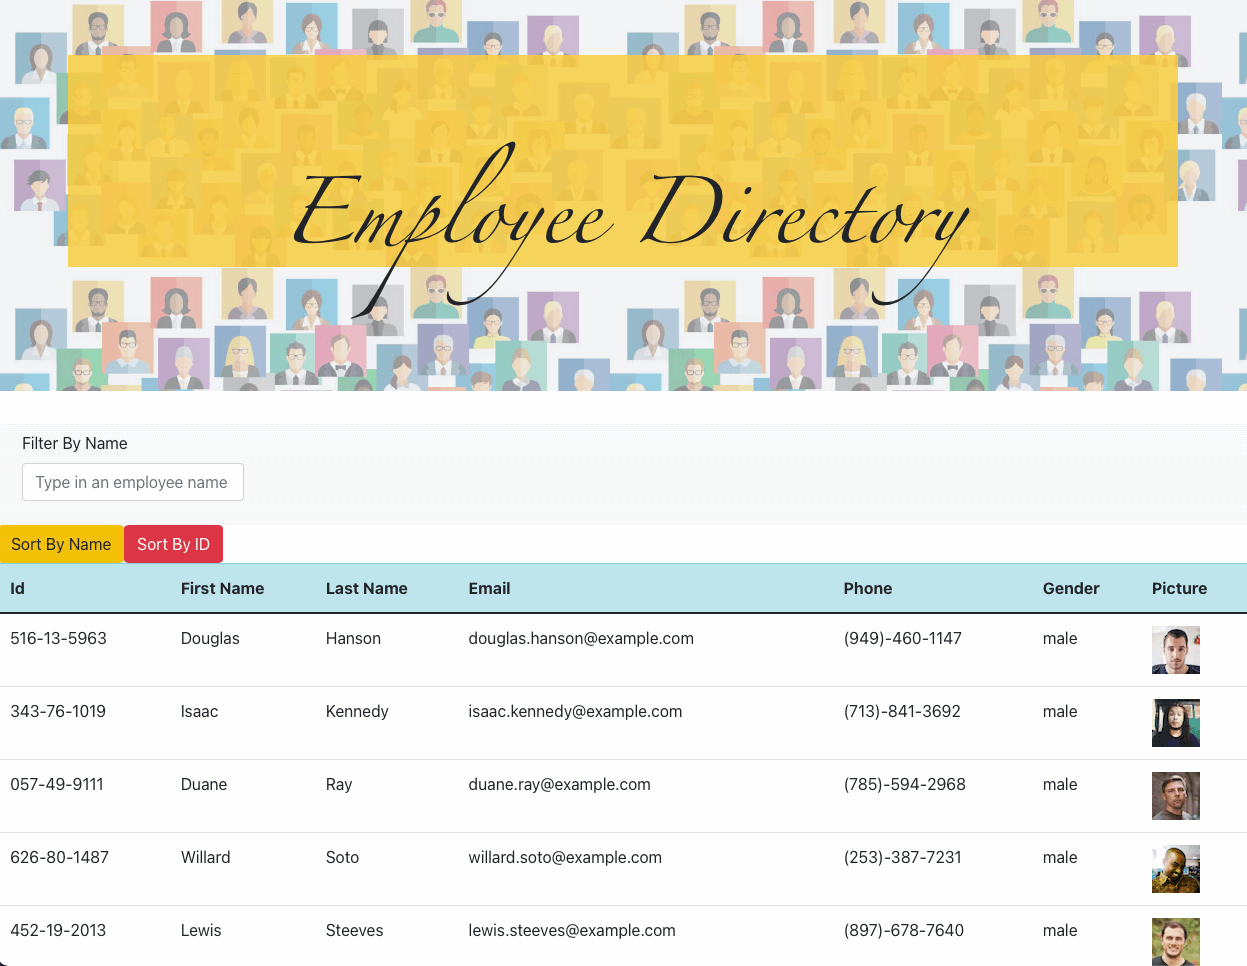 Employee Directory
Filter By Name
Type in an employee name
Sort By Name Sort By ID
Id First Name Last Name Email Phone Gender Picture
516-13-5963 Douglas Hanson douglas.hanson@example.com (949)-460-1147 male
343-76-1019 Isaac Kennedy isaac.kennedy@example.com (713)-841-3692 male
057-49-9111 Duane Ray duane.ray@example.com (785)-594-2968 male
626-80-1487 Willard Soto willard.soto@example.com (253)-387-7231 male
452-19-2013 Lewis Steeves lewis.steeves@example.com (897)-678-7640 male